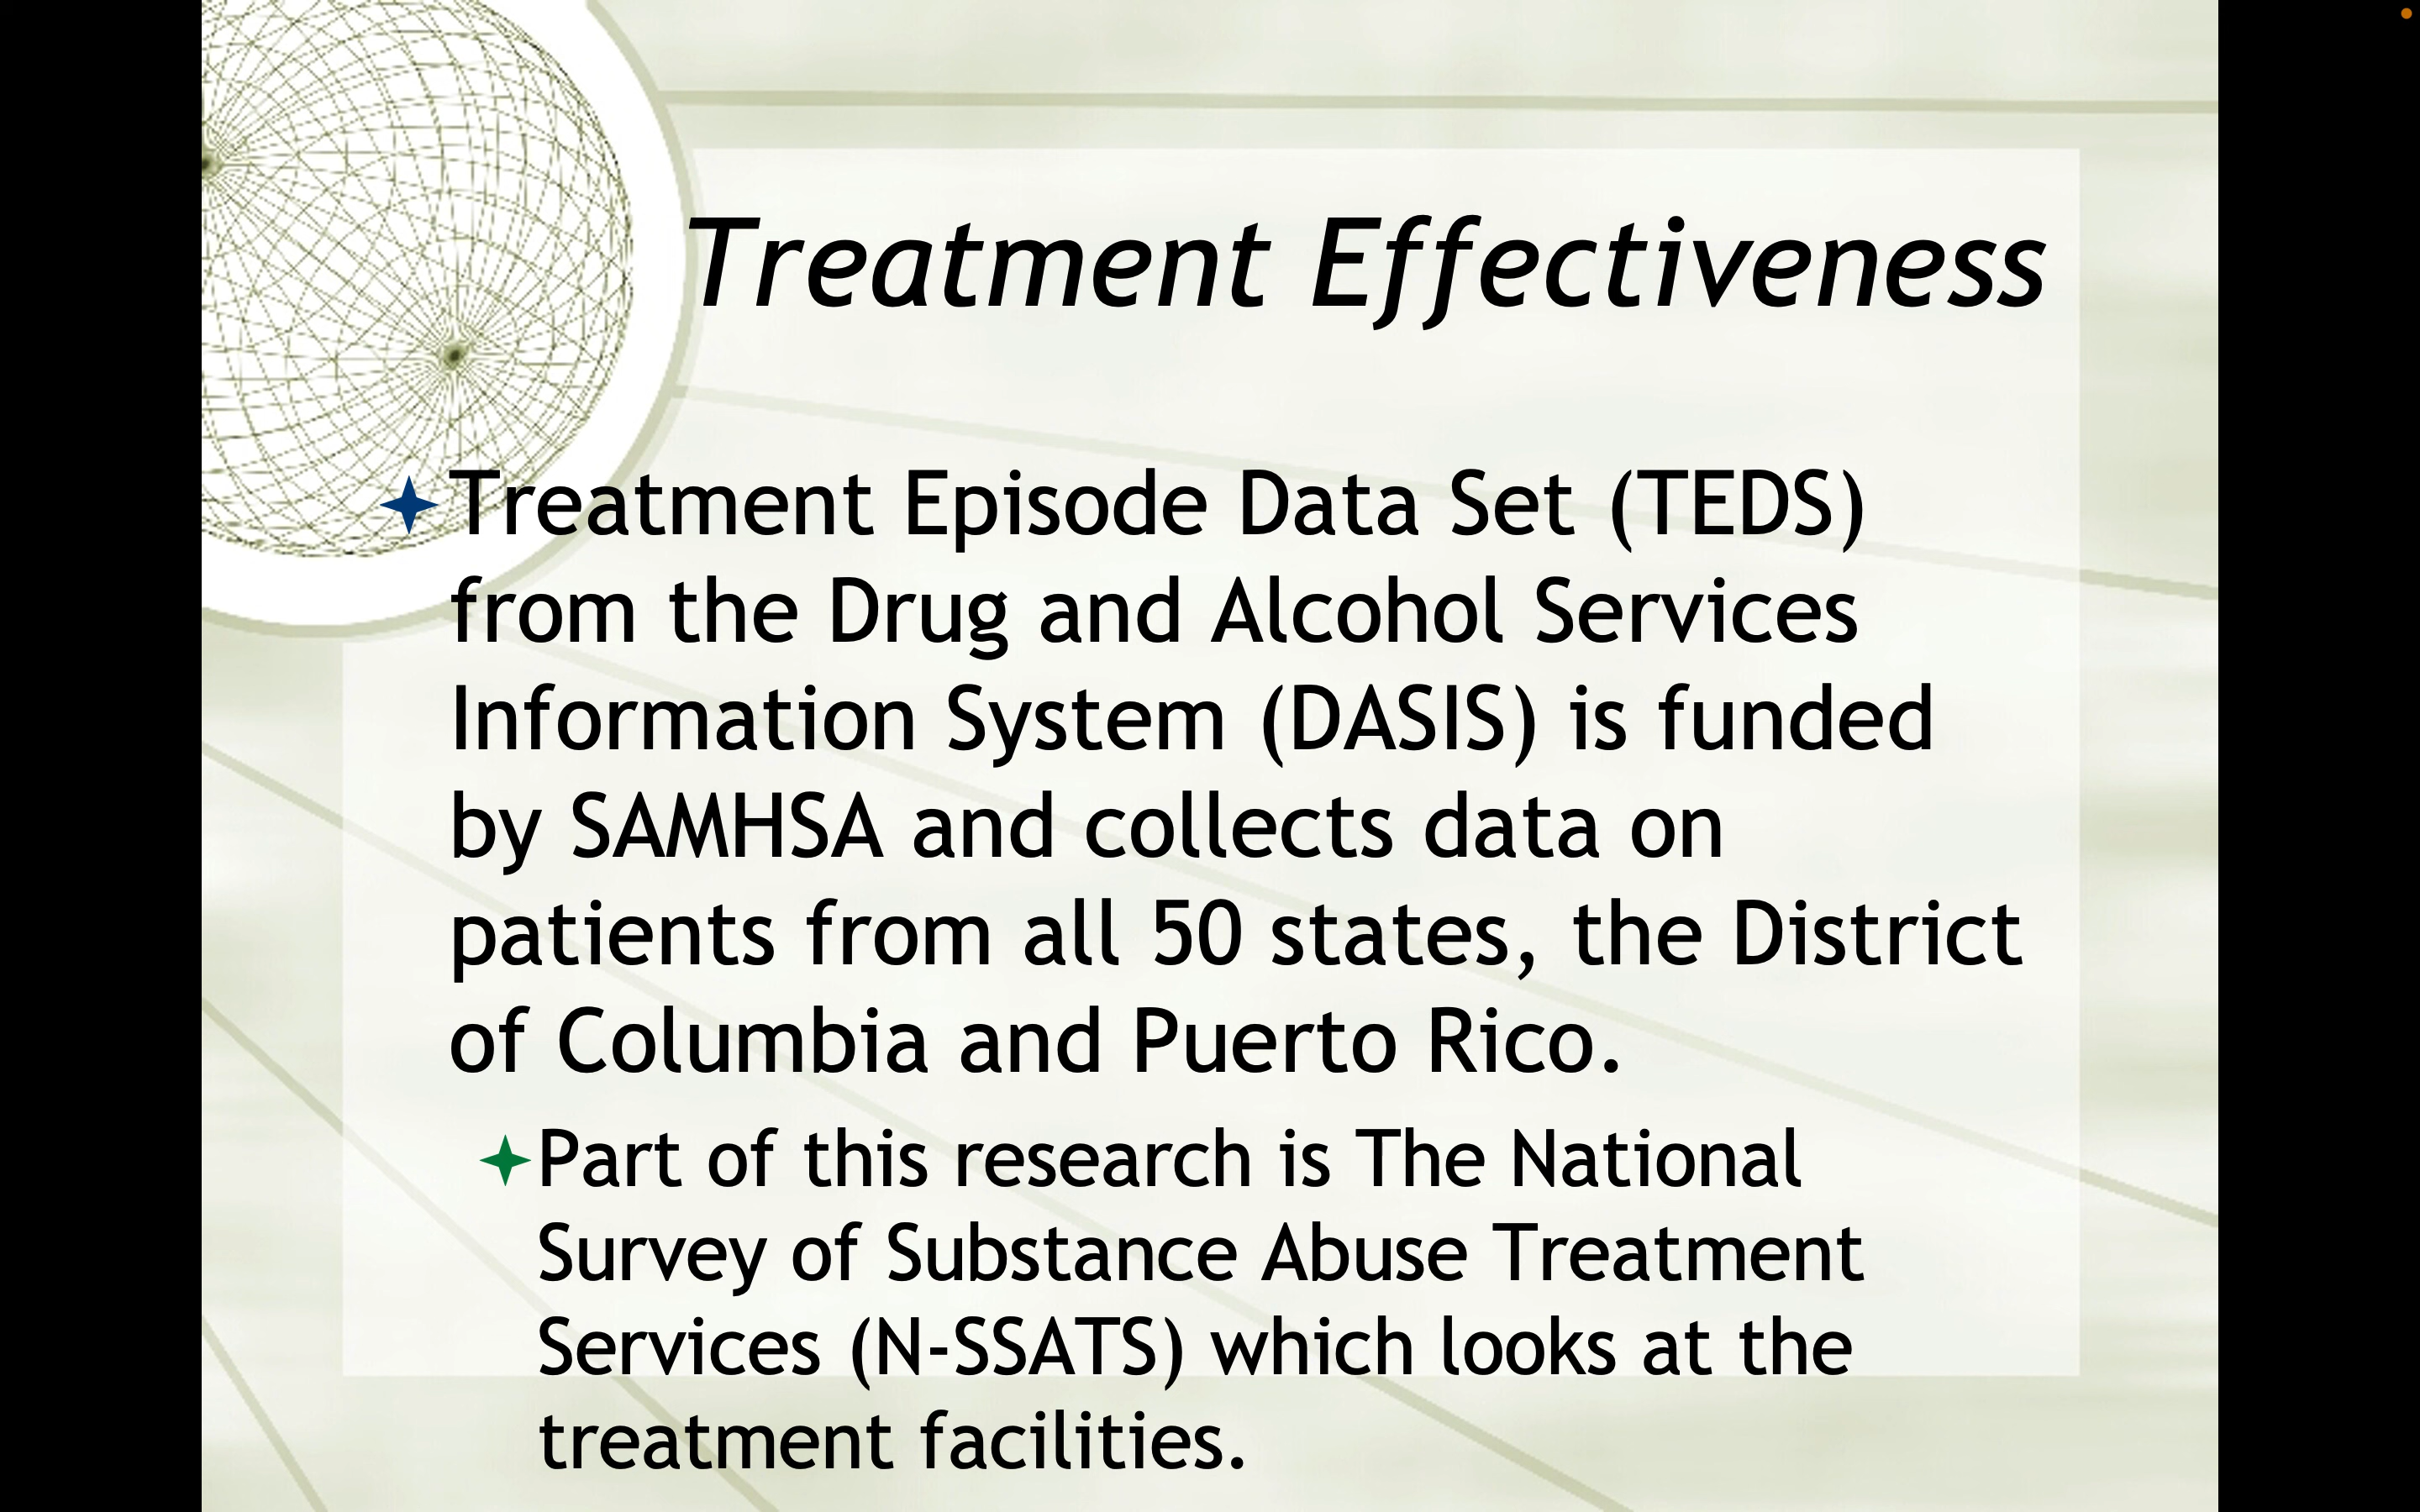 Treatment Effectiveness
Treatment Episode Data Set (TEDS)
from the Drug and Alcohol Services
Information System (DASIS) is funded
by SAMHSA and collects data on
patients from all 50 states, the District
of Columbia and Puerto Rico.
Part of this research is The National
Survey of Substance Abuse Treatment
Services (N-SSATS) which looks at the
treatment facilities.